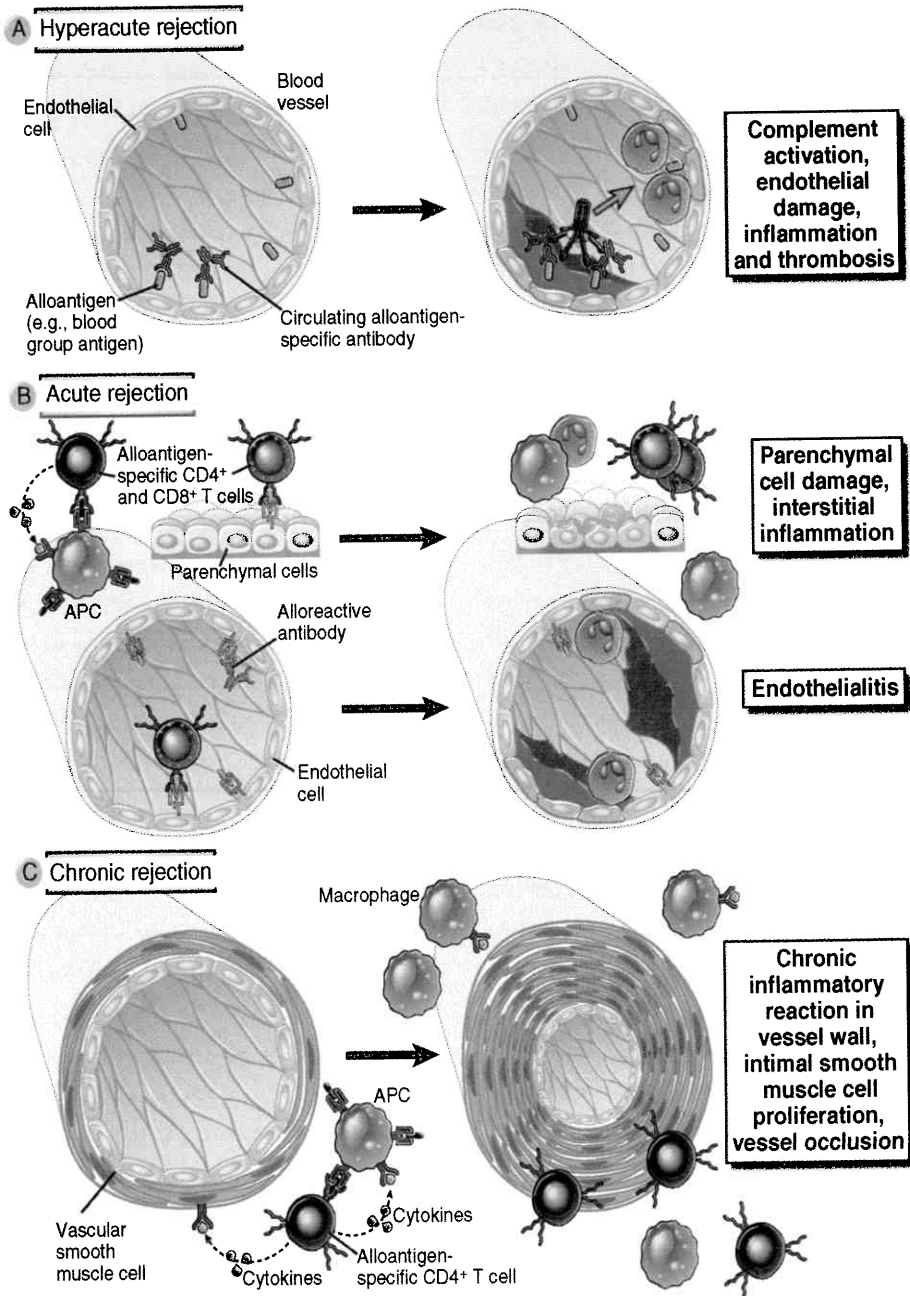 A Hyperacute rejection
Endothelial
cell
Blood
vessel
Alloantigen
(e.g., blood
group antigen)
Circulating alloantigen-
specific antibody
Complement
activation,
endothelial
damage,
inflammation
and thrombosis
B Acute rejection
Alloantigen-
specific CD4+
and CD8+ T cells
Parenchymal cells
APC
Alloreactive
antibody
Endothelial
cell
Parenchymal
cell damage,
interstitial
inflammation
Endothelialitis
C Chronic rejection
Macrophage
APC
Cytokines
Vascular
smooth
muscle cell
Cytokines
Alloantigen-
specific CD4+ T cell
Chronic
inflammatory
reaction in
vessel wall,
intimal smooth
muscle cell
proliferation,
vessel occlusion